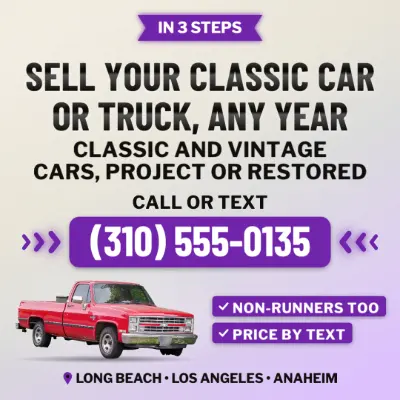 IN 3 STEPS
SELL YOUR CLASSIC CAR
OR TRUCK, ANY YEAR
CLASSIC AND VINTAGE
CARS, PROJECT OR RESTORED
CALL OR TEXT
(310) 555-0135
NON-RUNNERS TOO
PRICE BY TEXT
LONG BEACH • LOS ANGELES • ANAHEIM